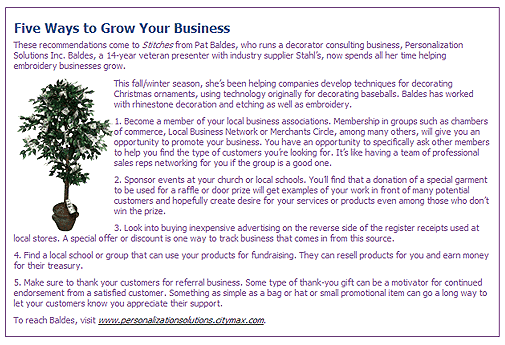 Five Ways to Grow Your Business
These recommendations come to Stitches from Pat Baldes, who runs a decorator consulting business, Personalization
Solutions Inc. Baldes, a 14-year veteran presenter with industry supplier Stahl's, now spends all her time helping
embroidery businesses grow.
This fall/winter season, she's been helping companies develop techniques for decorating
Christmas ornaments, using technology originally for decorating baseballs. Baldes has worked
with rhinestone decoration and etching as well as embroidery.
1. Become a member of your local business associations. Membership in groups such as chambers
of commerce, Local Business Network or Merchants Circle, among many others, will give you an
opportunity to promote your business. You have an opportunity to specifically ask other members
to help you find the type of customers you're looking for. It's like having a team of professional
sales reps networking for you if the group is a good one.
2. Sponsor events at your church or local schools. You'll find that a donation of a special garment
to be used for a raffle or door prize will get examples of your work in front of many potential
customers and hopefully create desire for your services or products even among those who don't
win the prize.
3. Look into buying inexpensive advertising on the reverse side of the register receipts used at
local stores. A special offer or discount is one way to track business that comes in from this source.
4. Find a local school or group that can use your products for fundraising. They can resell products for you and earn money
for their treasury.
5. Make sure to thank your customers for referral business. Some type of thank-you gift can be a motivator for continued
endorsement from a satisfied customer. Something as simple as a bag or hat or small promotional item can go a long way to
let your customers know you appreciate their support.
To reach Baldes, visit www.personalizationsolutions.citymax.com.